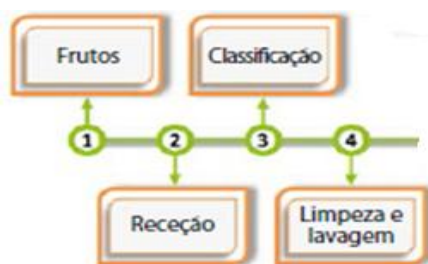 Frutos
1
2
Receção
3
Classificação
4
Limpeza e
lavagem